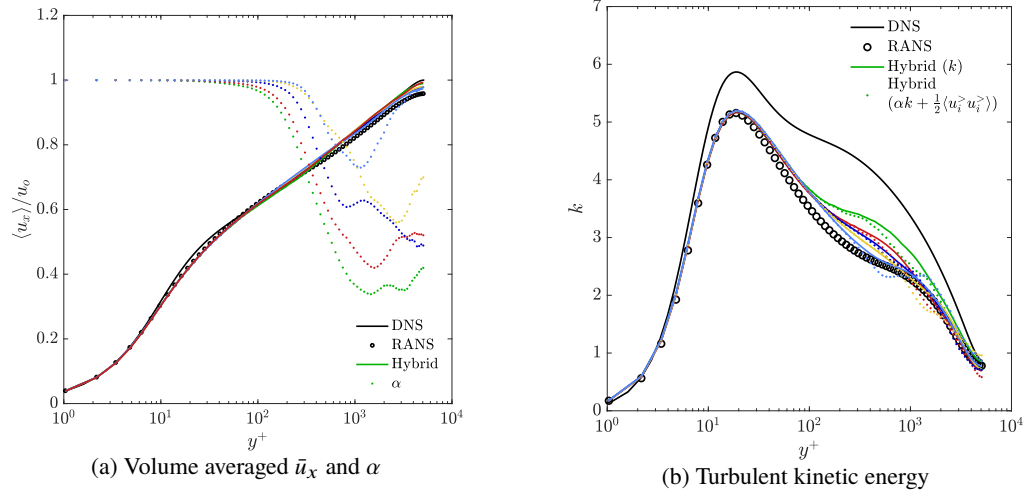 1.2
1
0.8
0.6
0.4
0.2
0
⟨u_x⟩/u_o
DNS
RANS
Hybrid
α
10^0 10^1 10^2 10^3 10^4
y^+
(a) Volume averaged ū_x and α
7
6
5
4
3
2
1
0
k
DNS
RANS
Hybrid (k)
Hybrid
(αk + ½⟨u_i^> u_i^>⟩)
10^0 10^1 10^2 10^3 10^4
y^+
(b) Turbulent kinetic energy